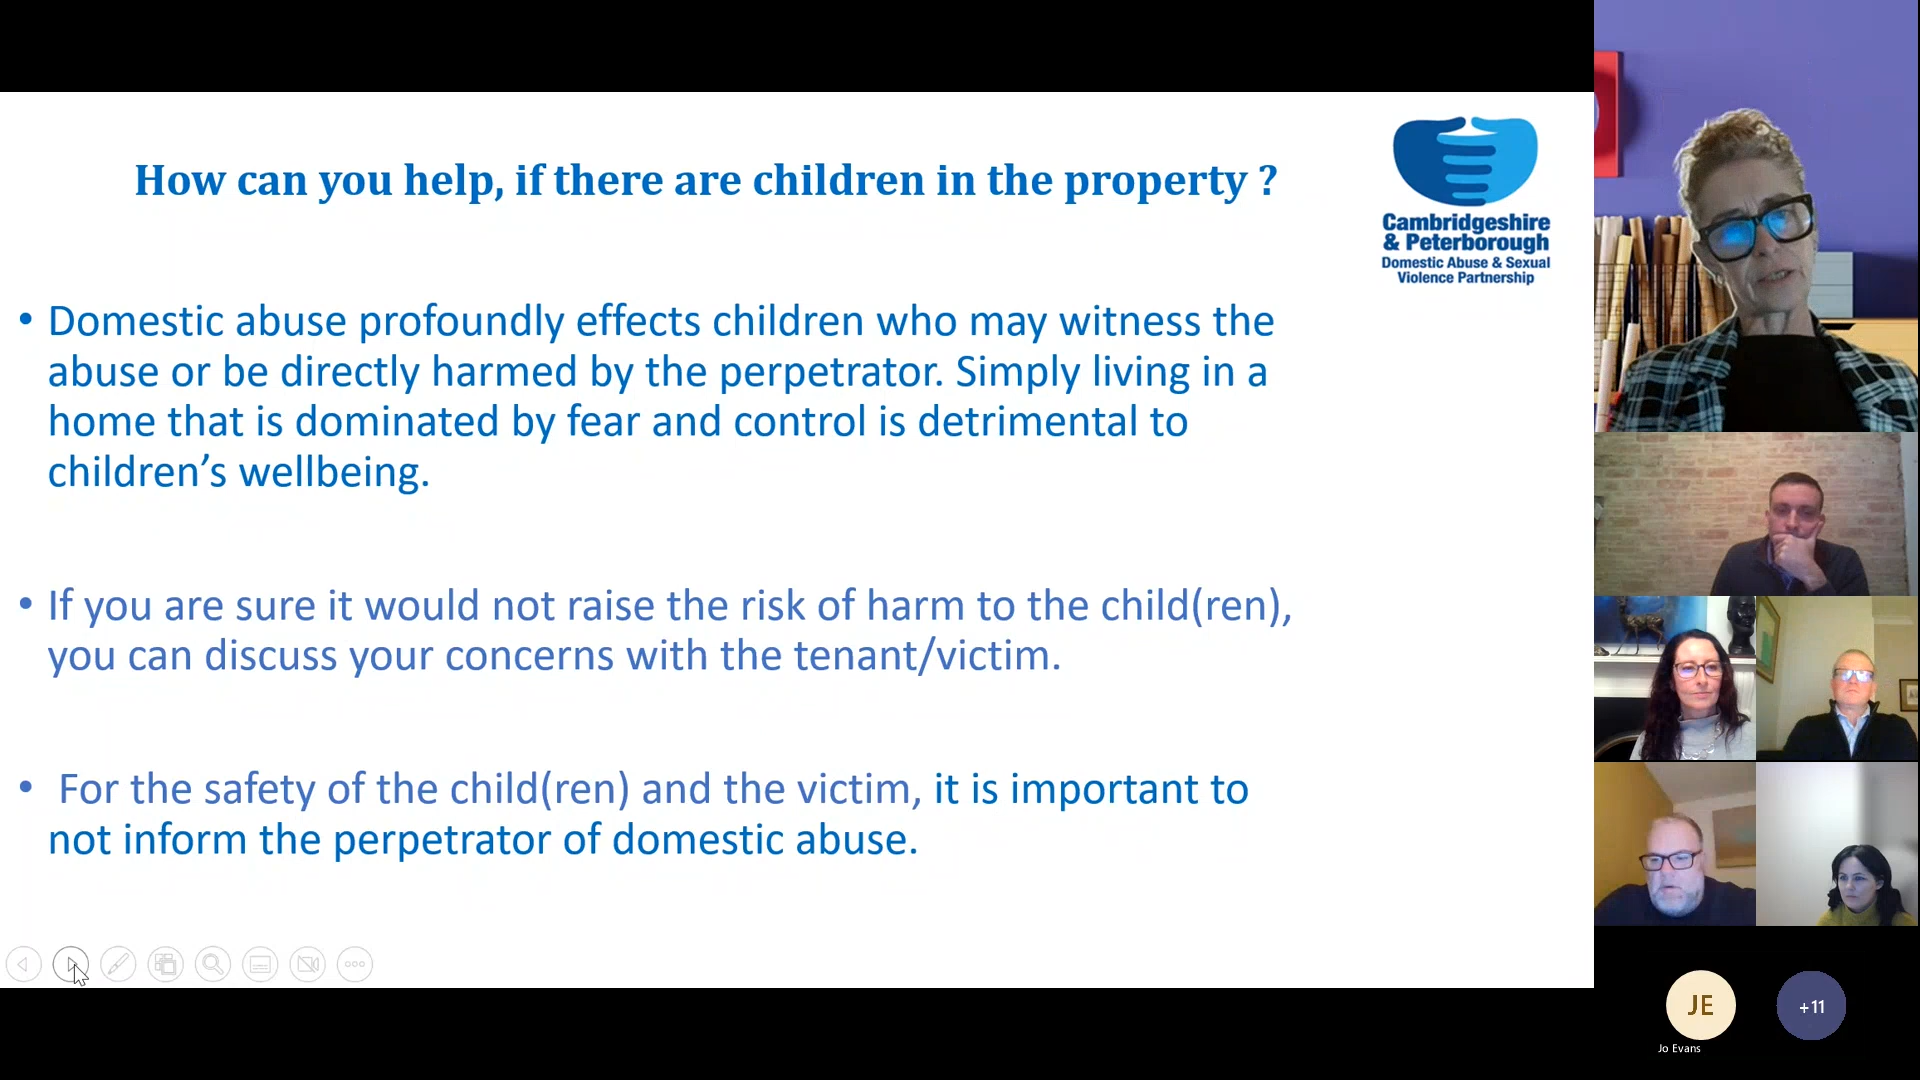 How can you help, if there are children in the property ?
Cambridgeshire
& Peterborough
Domestic Abuse & Sexual
Violence Partnership
• Domestic abuse profoundly effects children who may witness the
abuse or be directly harmed by the perpetrator. Simply living in a
home that is dominated by fear and control is detrimental to
children’s wellbeing.
• If you are sure it would not raise the risk of harm to the child(ren),
you can discuss your concerns with the tenant/victim.
• For the safety of the child(ren) and the victim, it is important to
not inform the perpetrator of domestic abuse.
JE
+11
Jo Evans